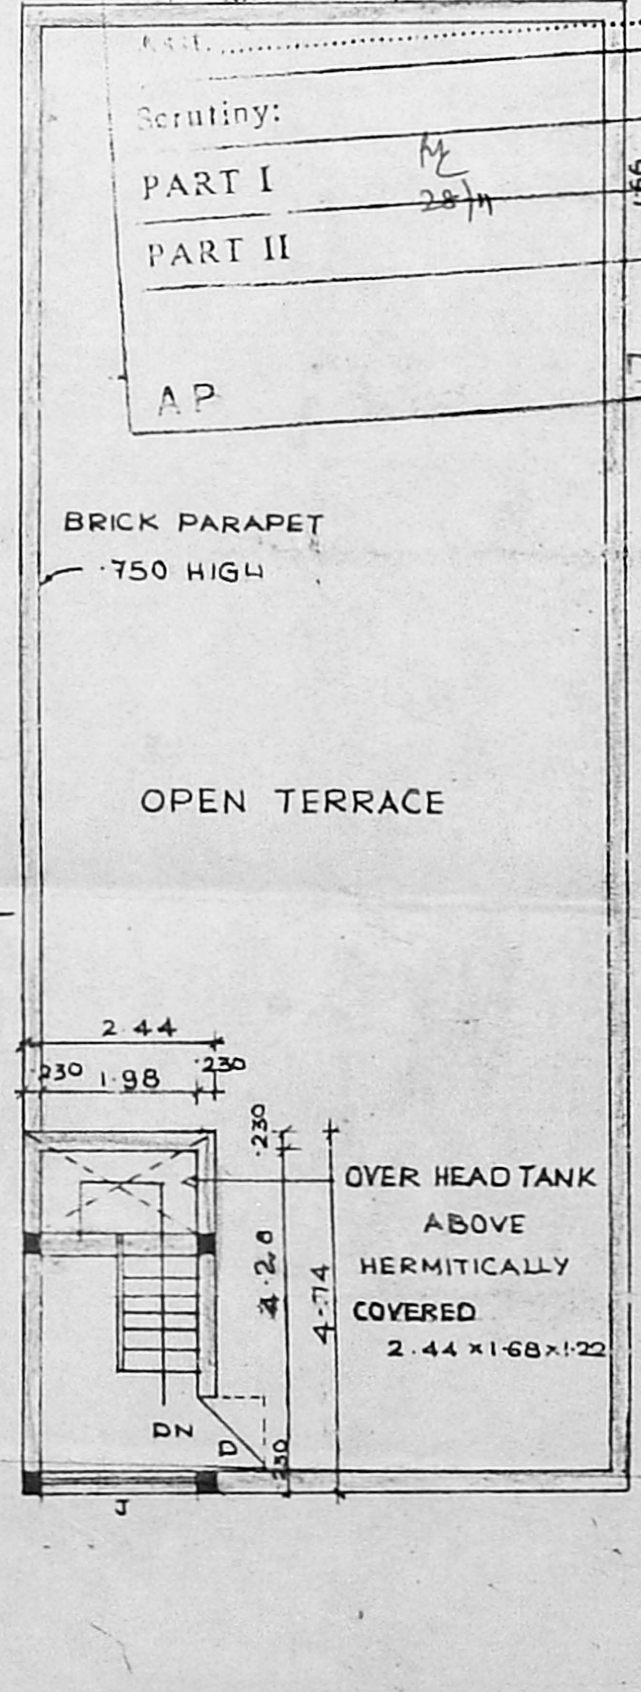 Scrutiny:
PART I
28/11
PART II
AP
BRICK PARAPET
.750 HIGH
OPEN TERRACE
2.44
.230 1.98 .230
.230
OVER HEAD TANK
ABOVE
HERMITICALLY
COVERED
2.44 x 1.68 x 1.22
4.28
4.74
DN
D
.230
J